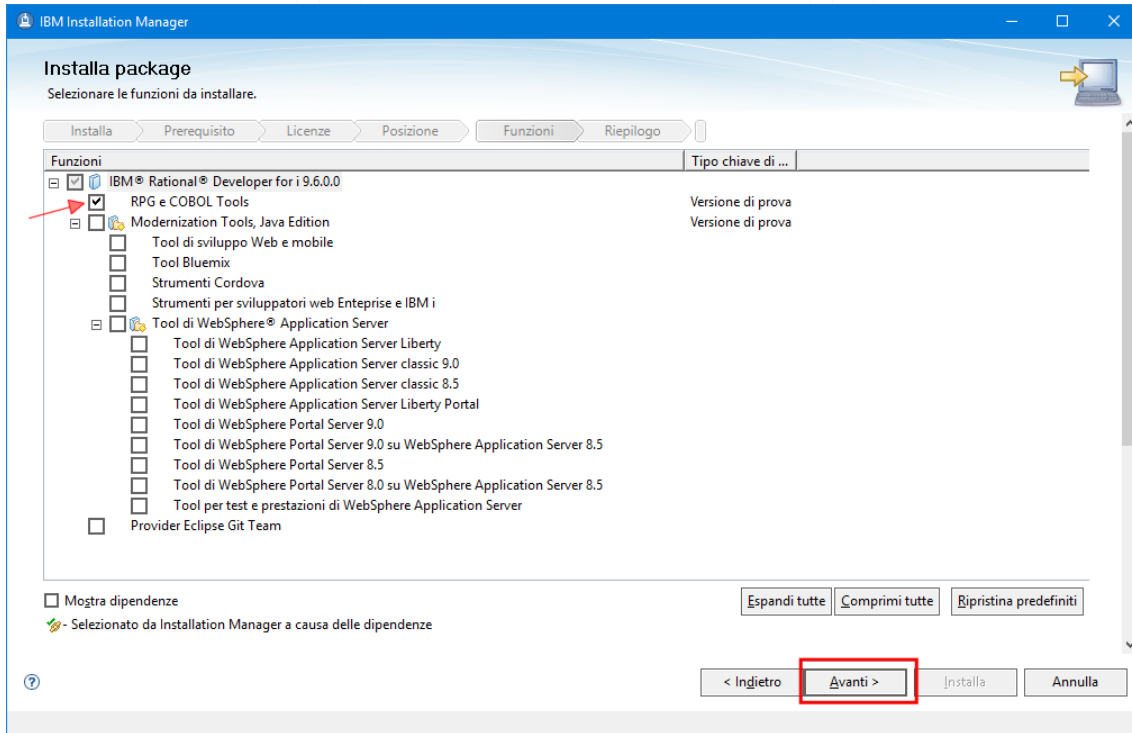 IBM Installation Manager
Installa package
Selezionare le funzioni da installare.
Installa Prerequisito Licenze Posizione Funzioni Riepilogo
Funzioni Tipo chiave di ...
IBM® Rational® Developer for i 9.6.0.0
RPG e COBOL Tools Versione di prova
Modernization Tools, Java Edition Versione di prova
Tool di sviluppo Web e mobile
Tool Bluemix
Strumenti Cordova
Strumenti per sviluppatori web Enteprise e IBM i
Tool di WebSphere® Application Server
Tool di WebSphere Application Server Liberty
Tool di WebSphere Application Server classic 9.0
Tool di WebSphere Application Server classic 8.5
Tool di WebSphere Application Server Liberty Portal
Tool di WebSphere Portal Server 9.0
Tool di WebSphere Portal Server 9.0 su WebSphere Application Server 8.5
Tool di WebSphere Portal Server 8.5
Tool di WebSphere Portal Server 8.0 su WebSphere Application Server 8.5
Tool per test e prestazioni di WebSphere Application Server
Provider Eclipse Git Team
Mostra dipendenze Espandi tutte Comprimi tutte Ripristina predefiniti
- Selezionato da Installation Manager a causa delle dipendenze
? < Indietro Avanti > Installa Annulla